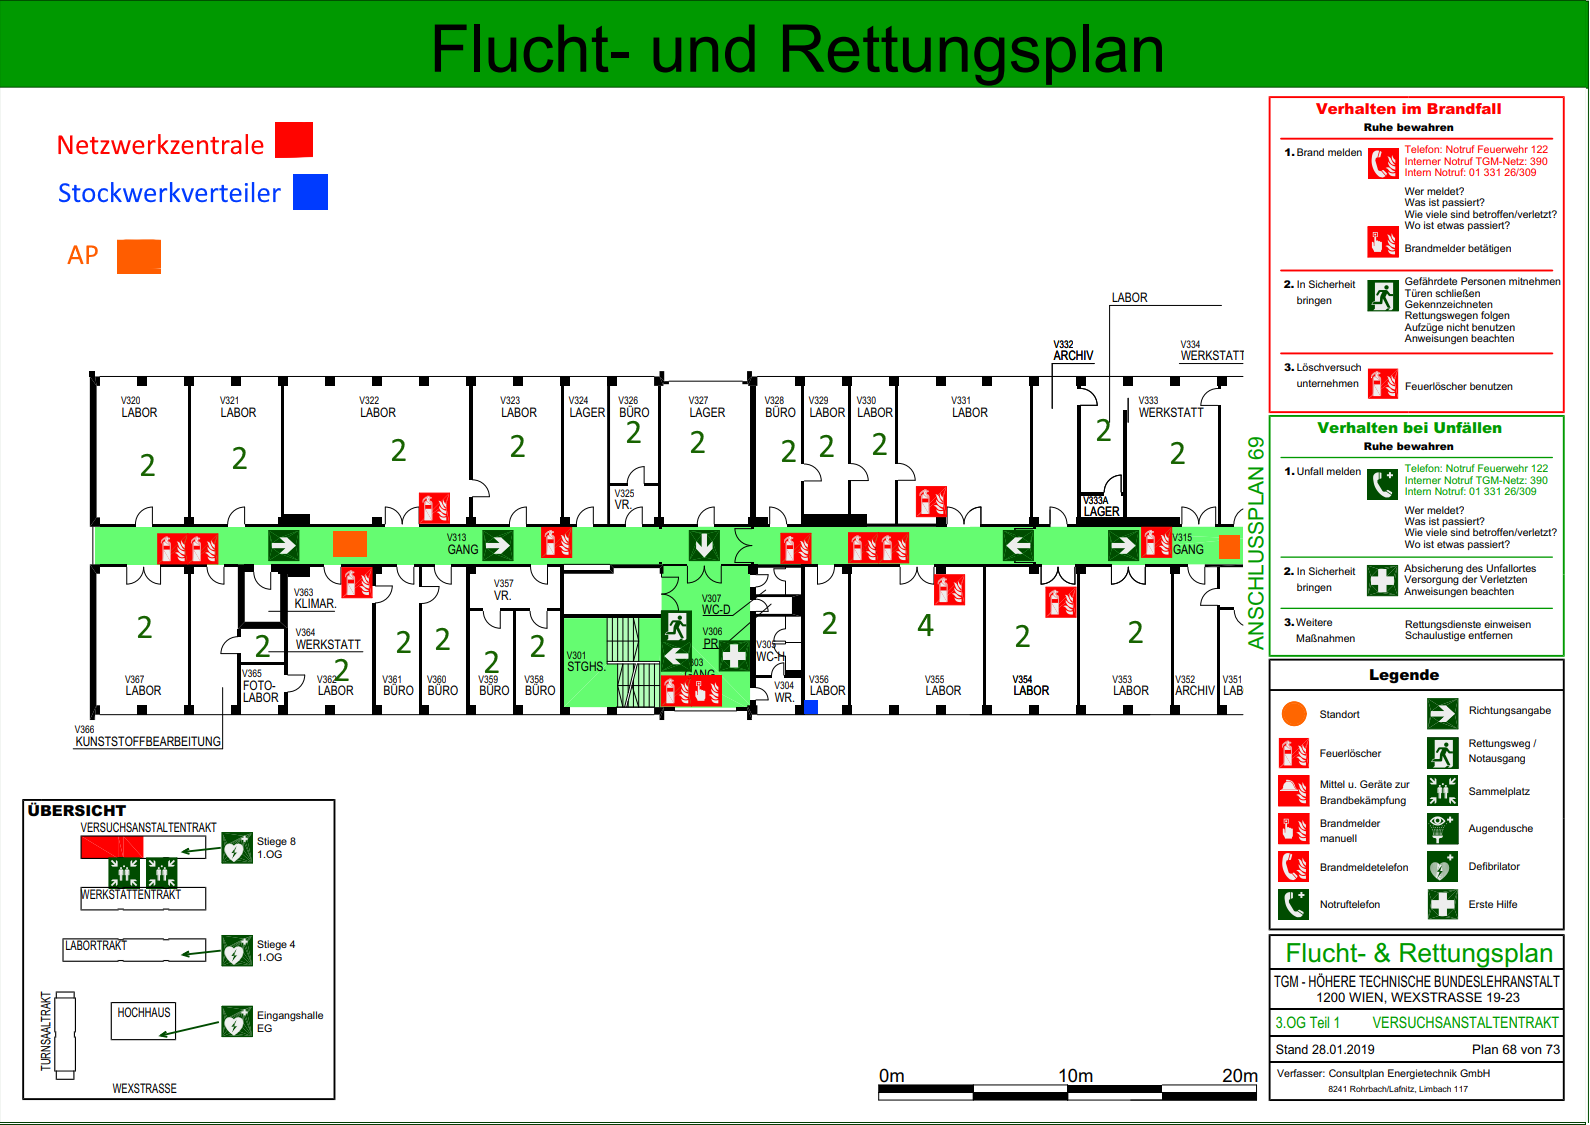 Flucht- und Rettungsplan
Netzwerkzentrale
Stockwerkverteiler
AP
LABOR
V332
ARCHIV
V334
WERKSTATT
V320
LABOR
2
V321
LABOR
2
V322
LABOR
2
V323
LABOR
2
V324
LAGER
V326
BÜRO
2
V325
VR.
V327
LAGER
2
V328
BÜRO
2
V329
LABOR
2
V330
LABOR
2
V331
LABOR
2
V333A
LAGER
V333
WERKSTATT
2
V313
GANG
V315
GANG
ANSCHLUSSPLAN 69
2
V367
LABOR
V366
KUNSTSTOFFBEARBEITUNG
V363
KLIMAR.
V364
WERKSTATT
2
V365
FOTO-
LABOR
2
V362
LABOR
2
V361
BÜRO
2
V360
BÜRO
V357
VR.
2
V359
BÜRO
2
V358
BÜRO
V301
STGHS.
V307
WC-D
V306
PR.
303
GANG
V305
WC-H
V304
WR.
2
V356
LABOR
4
V355
LABOR
2
V354
LABOR
2
V353
LABOR
V352
ARCHIV
V351
LAB
ÜBERSICHT
VERSUCHSANSTALTENTRAKT
Stiege 8
1.OG
WERKSTÄTTENTRAKT
LABORTRAKT
Stiege 4
1.OG
TURNSAALTRAKT
HOCHHAUS
Eingangshalle
EG
WEXSTRASSE
0m 10m 20m
Verhalten im Brandfall
Ruhe bewahren
1. Brand melden
Telefon: Notruf Feuerwehr 122
Interner Notruf TGM-Netz: 390
Intern Notruf: 01 331 26/309
Wer meldet?
Was ist passiert?
Wie viele sind betroffen/verletzt?
Wo ist etwas passiert?
Brandmelder betätigen
2. In Sicherheit
bringen
Gefährdete Personen mitnehmen
Türen schließen
Gekennzeichneten
Rettungswegen folgen
Aufzüge nicht benutzen
Anweisungen beachten
3. Löschversuch
unternehmen
Feuerlöscher benutzen
Verhalten bei Unfällen
Ruhe bewahren
1. Unfall melden
Telefon: Notruf Feuerwehr 122
Interner Notruf TGM-Netz: 390
Intern Notruf: 01 331 26/309
Wer meldet?
Was ist passiert?
Wie viele sind betroffen/verletzt?
Wo ist etwas passiert?
2. In Sicherheit
bringen
Absicherung des Unfallortes
Versorgung der Verletzten
Anweisungen beachten
3. Weitere
Maßnahmen
Rettungsdienste einweisen
Schaulustige entfernen
Legende
Standort
Richtungsangabe
Feuerlöscher
Rettungsweg /
Notausgang
Mittel u. Geräte zur
Brandbekämpfung
Sammelplatz
Brandmelder
manuell
Augendusche
Brandmeldetelefon
Defibrilator
Notruftelefon
Erste Hilfe
Flucht- & Rettungsplan
TGM - HÖHERE TECHNISCHE BUNDESLEHRANSTALT
1200 WIEN, WEXSTRASSE 19-23
3.OG Teil 1 VERSUCHSANSTALTENTRAKT
Stand 28.01.2019 Plan 68 von 73
Verfasser: Consultplan Energietechnik GmbH
8241 Rohrbach/Lafnitz, Limbach 117